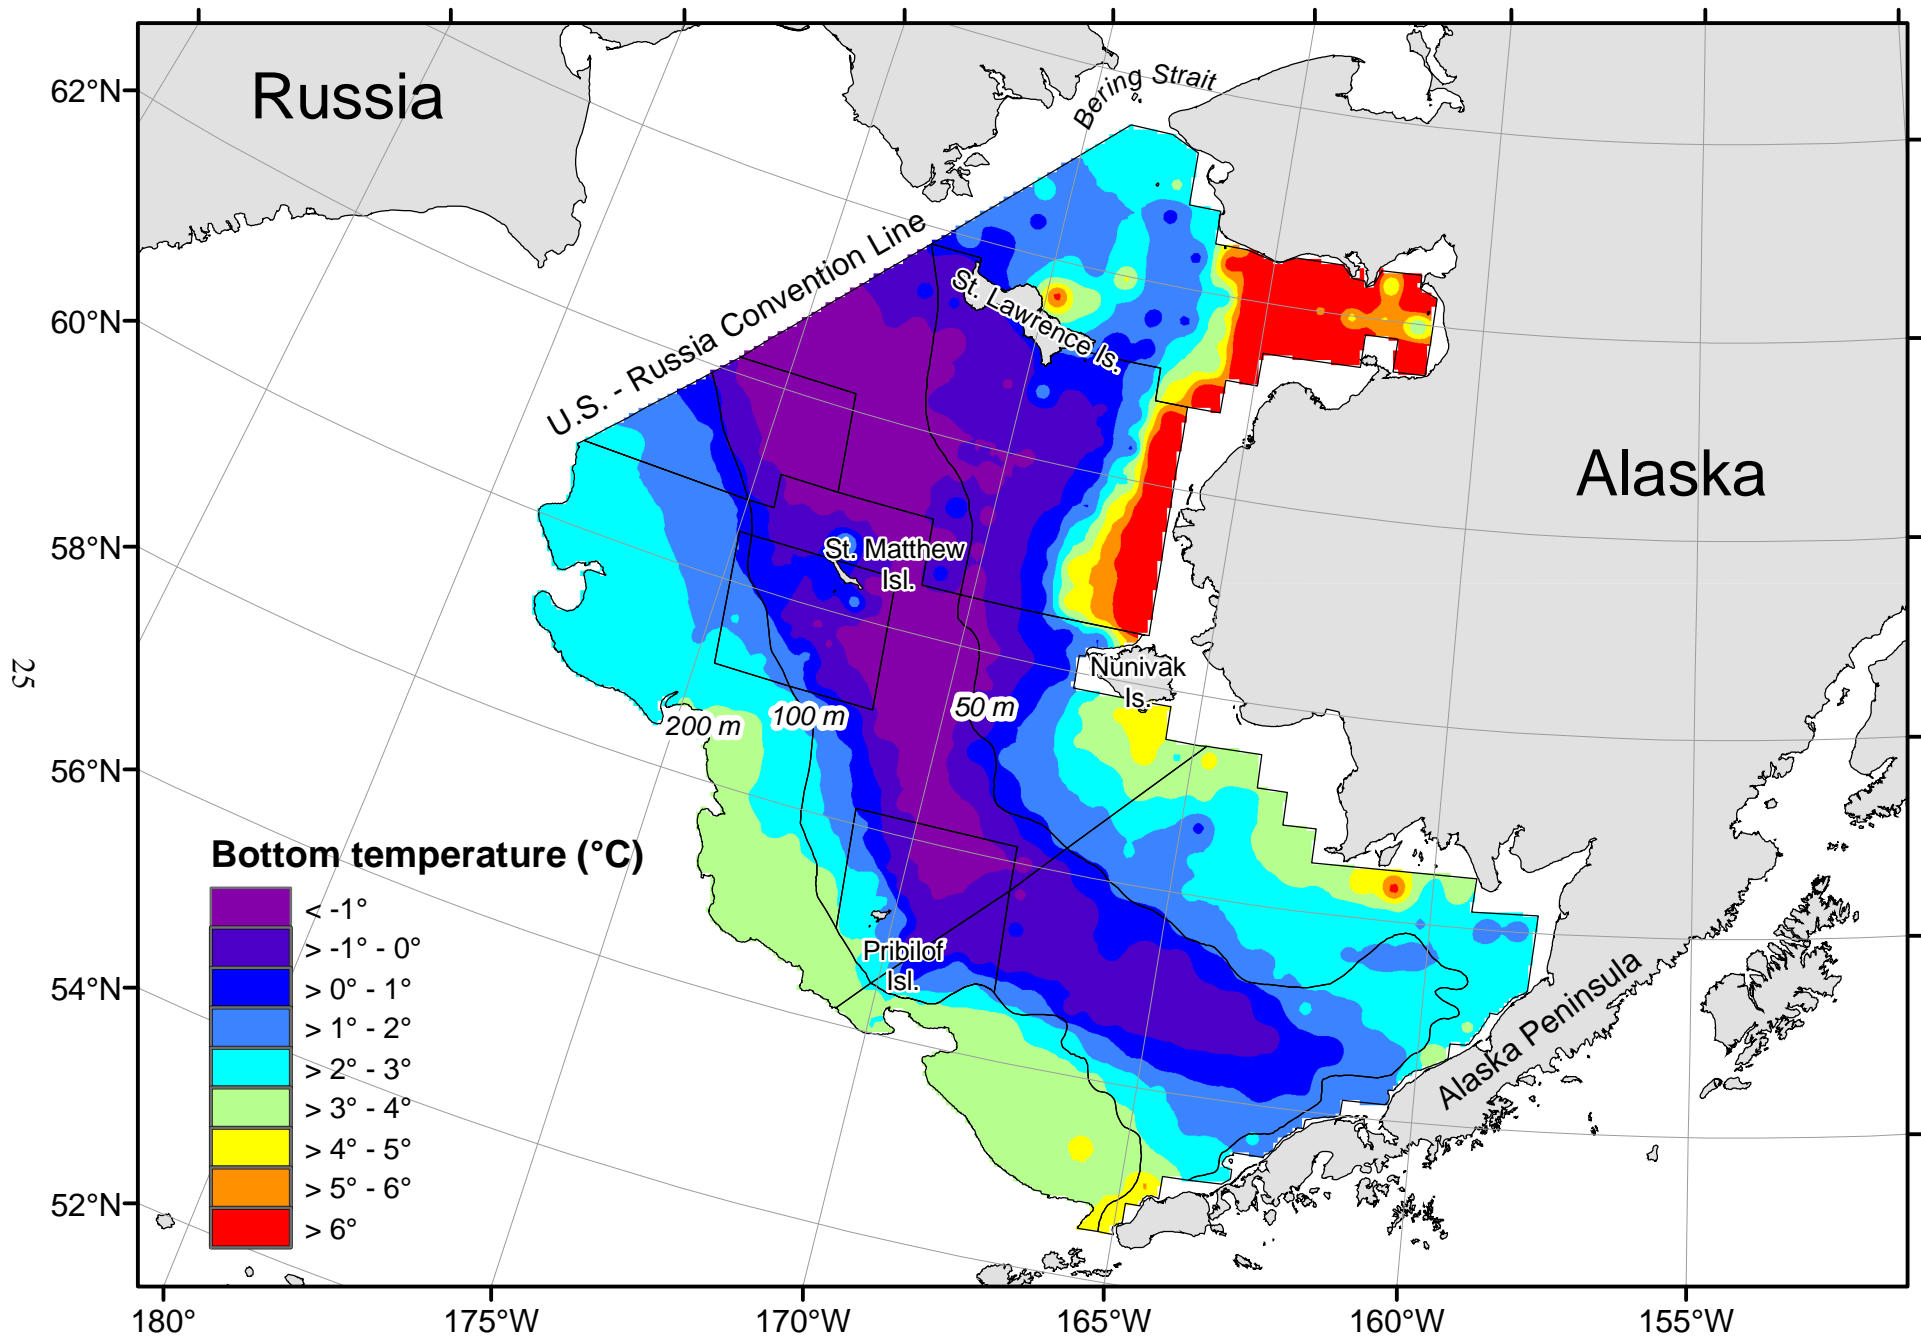 Russia
Bering Strait
62°N
U.S. - Russia Convention Line
St. Lawrence Is.
60°N
Alaska
58°N
St. Matthew
Isl.
25
Nunivak
Is.
200 m
100 m
50 m
56°N
Bottom temperature (°C)
< -1°
> -1° - 0°
> 0° - 1°
> 1° - 2°
> 2° - 3°
> 3° - 4°
> 4° - 5°
> 5° - 6°
> 6°
Pribilof
Isl.
54°N
Alaska Peninsula
52°N
180°
175°W
170°W
165°W
160°W
155°W